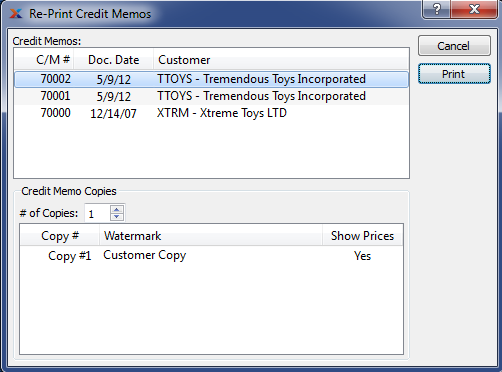 Re-Print Credit Memos
Credit Memos:
C/M # Doc. Date Customer
70002 5/9/12 TTOYS - Tremendous Toys Incorporated
70001 5/9/12 TTOYS - Tremendous Toys Incorporated
70000 12/14/07 XTRM - Xtreme Toys LTD
Cancel
Print
Credit Memo Copies
# of Copies: 1
Copy # Watermark Show Prices
Copy #1 Customer Copy Yes